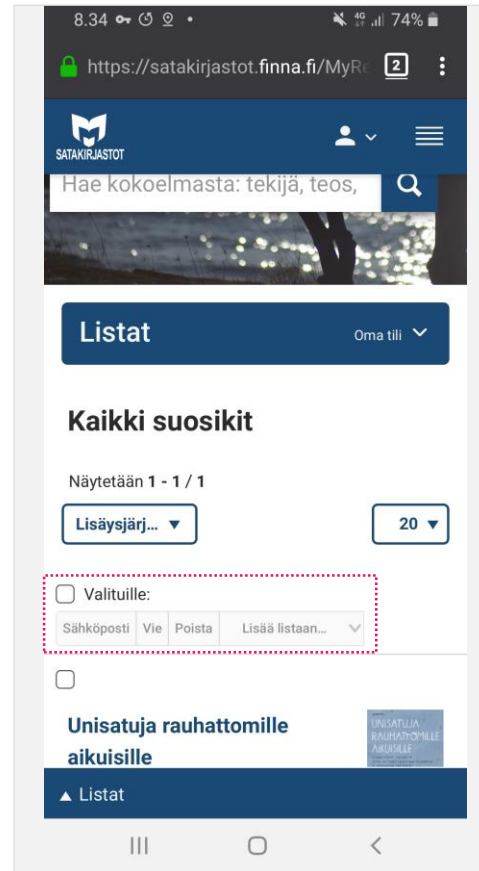 8.34
4G
74%
https://satakirjastot.finna.fi/MyRe
2
SATAKIRJASTOT
Hae kokoelmasta: tekijä, teos,
Listat
Oma tili
Kaikki suosikit
Näytetään 1 - 1 / 1
Lisäysjärj... ▼
20 ▼
Valituille:
Sähköposti Vie Poista Lisää listaan...
Unisatuja rauhattomille
aikuisille
UNISATUJA
RAUHATTOMILLE
AIKUISILLE
▲ Listat